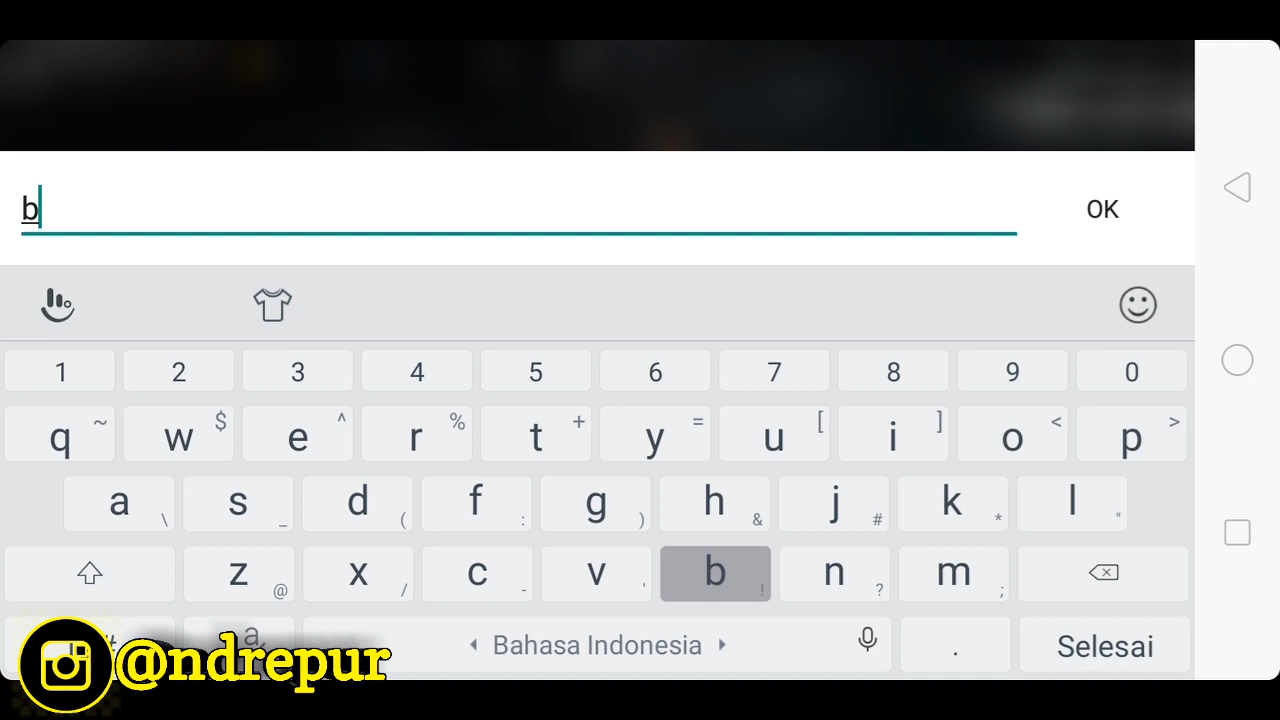 b
OK
1 2 3 4 5 6 7 8 9 0
q ~ w $ e ^ r % t + y = u [ i ] o < p >
a \ s _ d ( f : g ) h & j # k * l "
z @ x / c - v ' b ! n ? m ;
Bahasa Indonesia . Selesai
@ndrepur